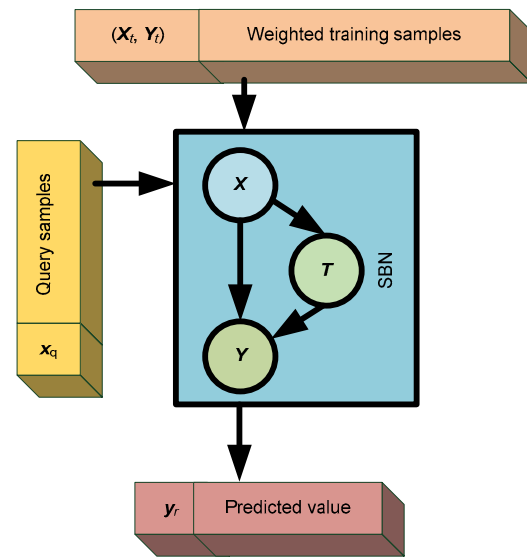 (Xt, Yt) Weighted training samples
Query samples
xq
X
T
SBN
Y
yr Predicted value